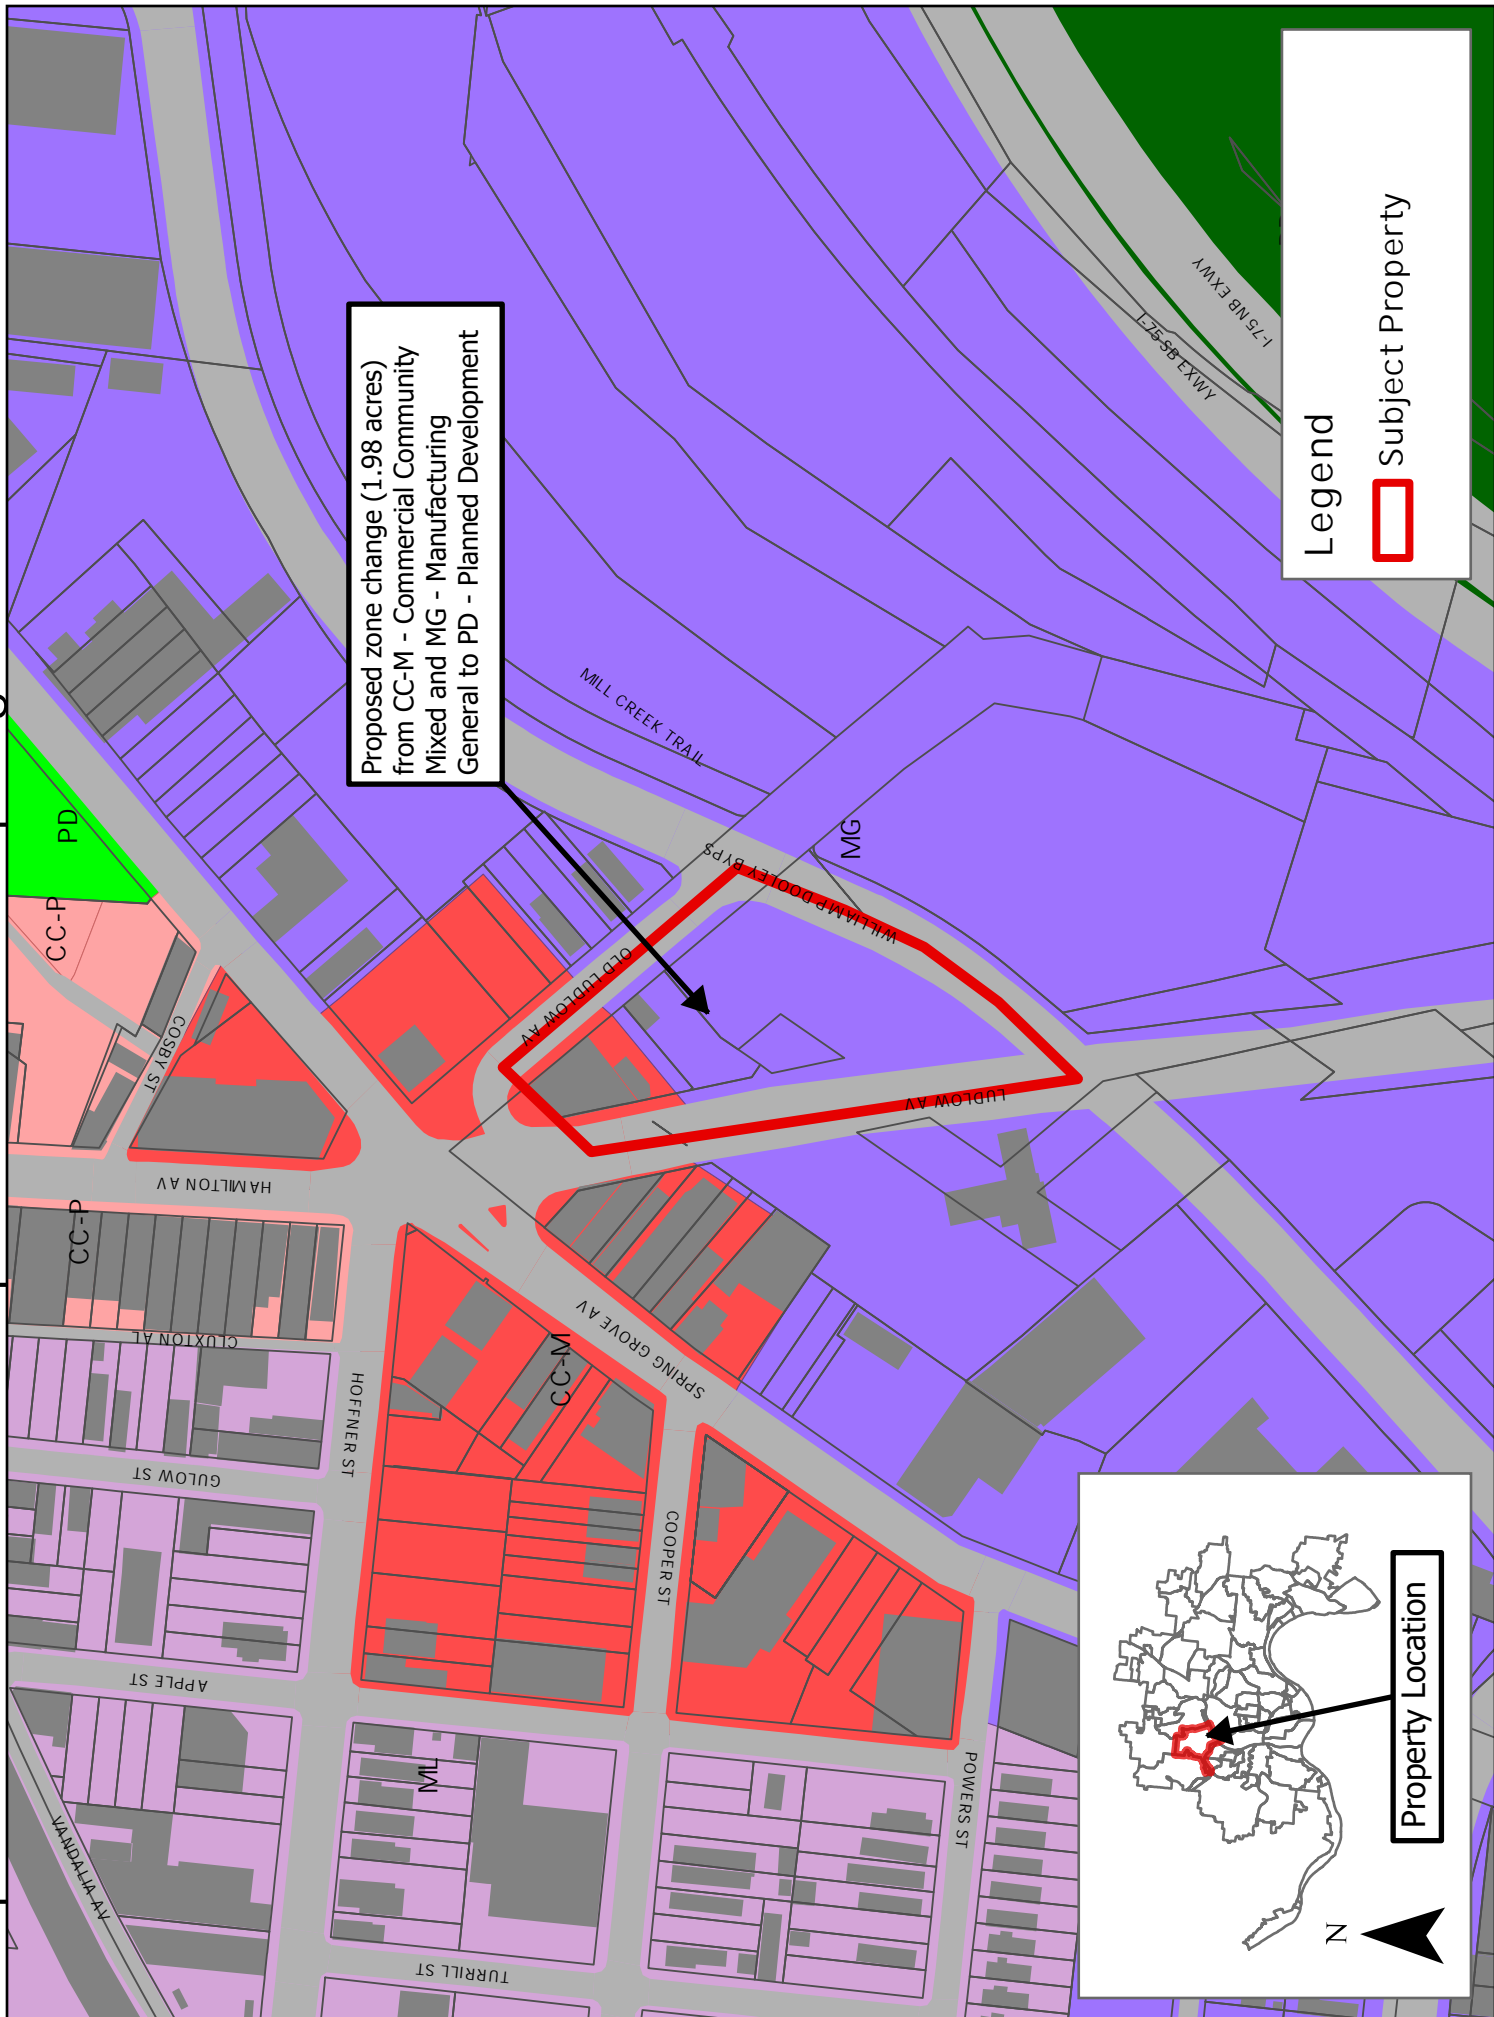 Proposed zone change (1.98 acres)
from CC-M - Commercial Community
Mixed and MG - Manufacturing
General to PD - Planned Development
PD
CC-P
CC-P
CC-M
MG
ML
COSBY ST
HAMILTON AV
CLUXTON AL
GULOW ST
APPLE ST
VANDALIA AV
HOFFNER ST
COOPER ST
POWERS ST
TURRILL ST
SPRING GROVE AV
OLD LUDLOW AV
LUDLOW AV
WILLIAM P DOOLEY BYPS
MILL CREEK TRAIL
I-75 SB EXWY
I-75 NB EXWY
Legend
Subject Property
Property Location
N